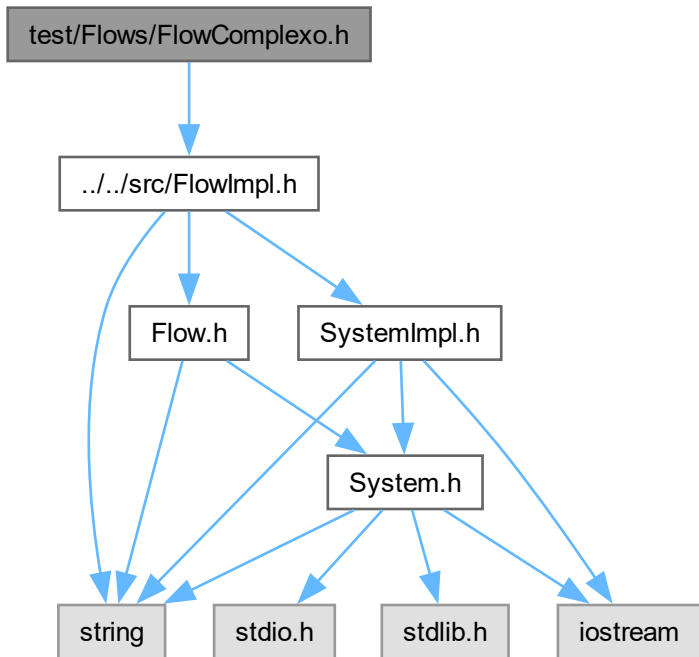 test/Flows/FlowComplexo.h
../../src/FlowImpl.h
Flow.h
SystemImpl.h
System.h
string
stdio.h
stdlib.h
iostream